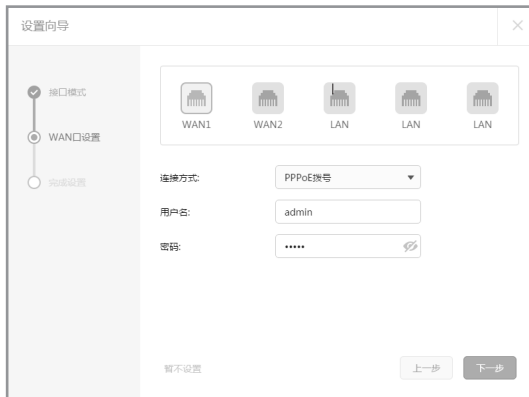 设置向导
接口模式
WAN口设置
完成设置
WAN1 WAN2 LAN LAN LAN
连接方式: PPPoE拨号
用户名: admin
密码: •••••
暂不设置 上一步 下一步